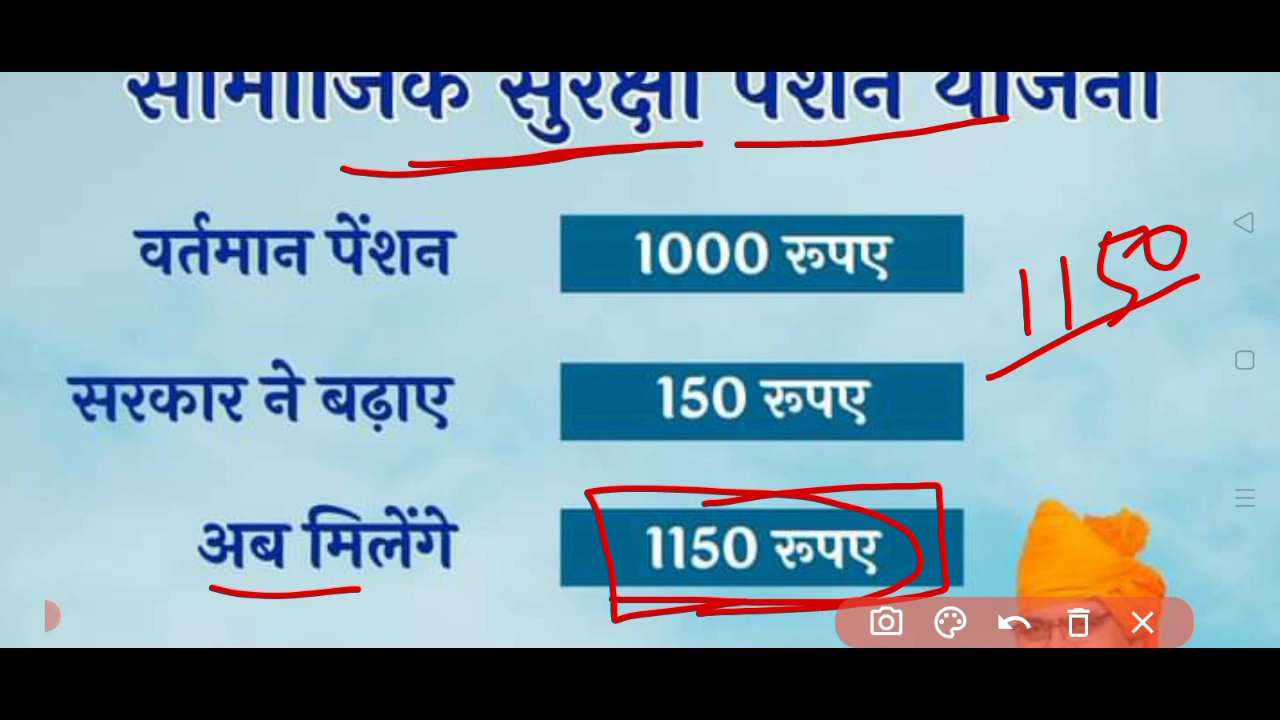 सामाजिक सुरक्षा पेंशन योजना
वर्तमान पेंशन 1000 रूपए
1150
सरकार ने बढ़ाए 150 रूपए
अब मिलेंगे 1150 रूपए